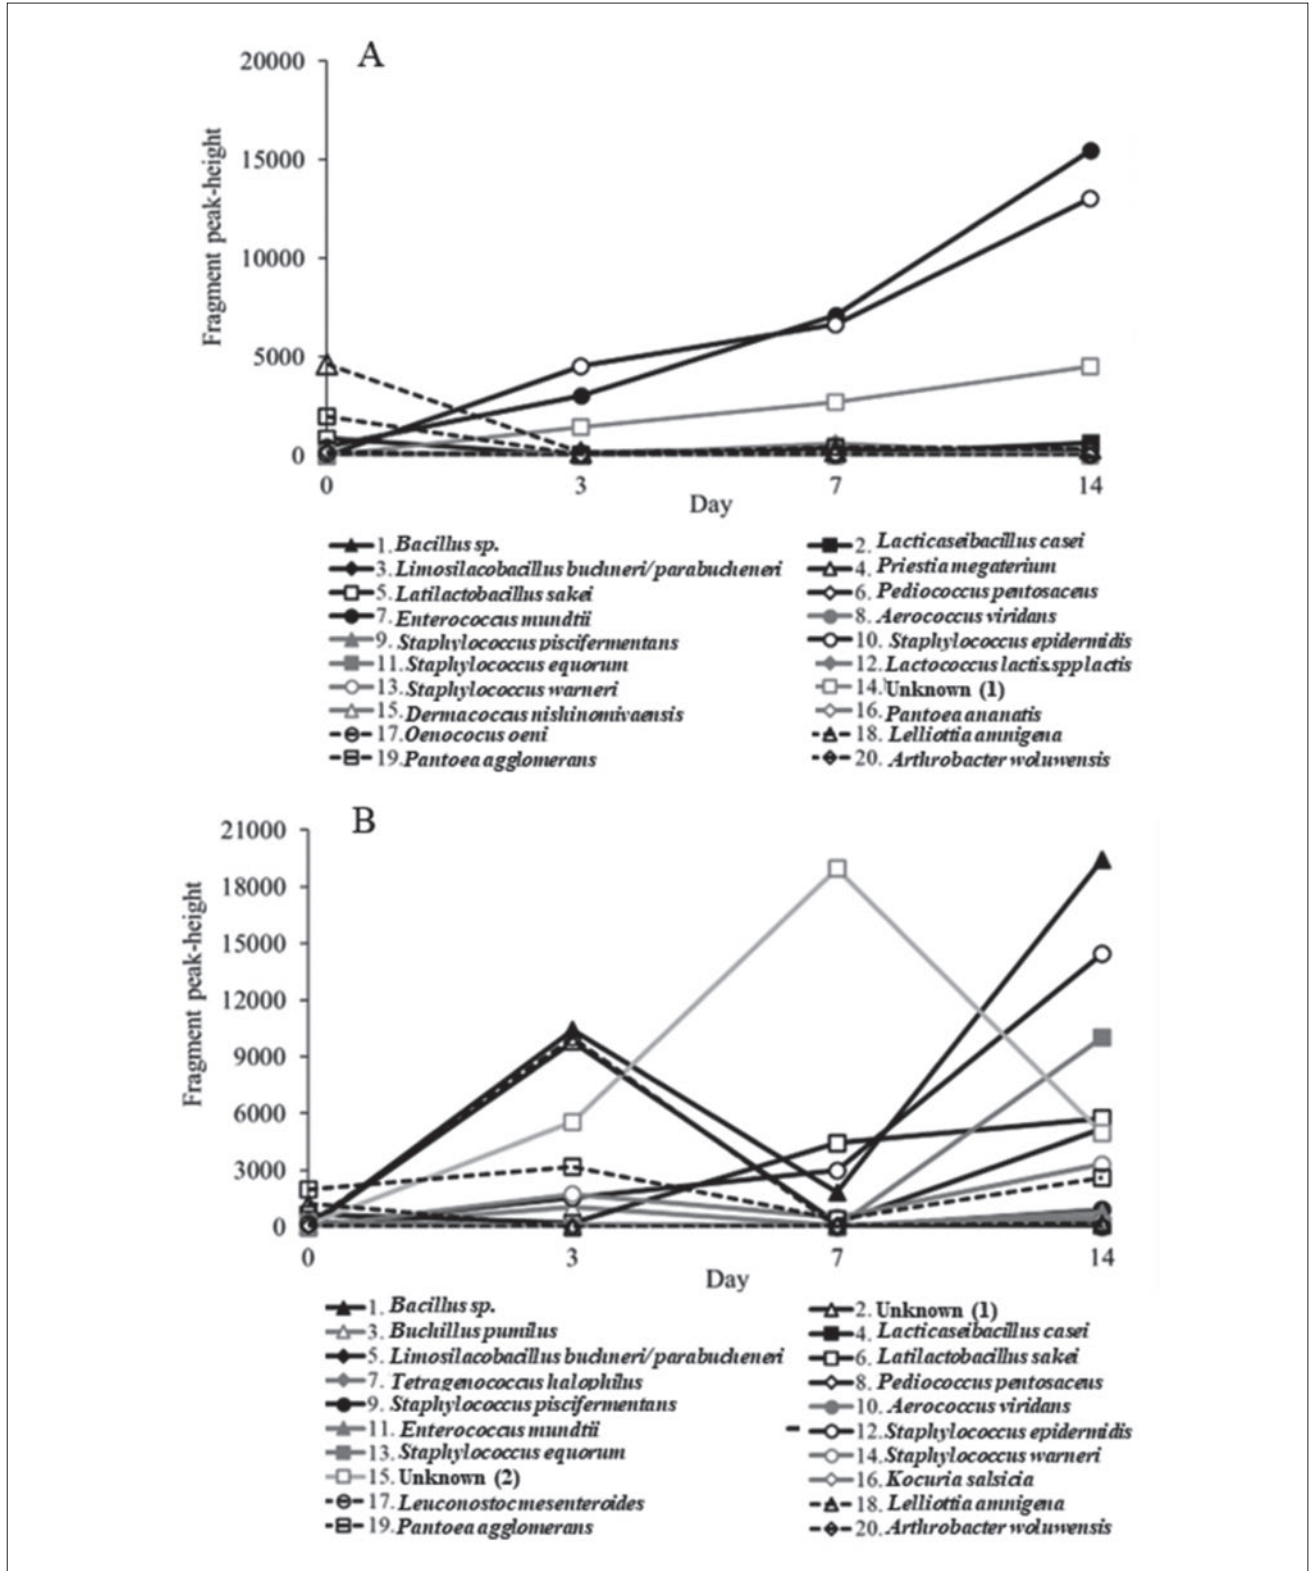 A
20000
15000
10000
5000
0
Fragment peak-height
0 3 7 14
Day
1. Bacillus sp.
2. Lacticaseibacillus casei
3. Limosilacobacillus buchneri/parabucheneri
4. Priestia megaterium
5. Latilactobacillus sakei
6. Pediococcus pentosaceus
7. Enterococcus mundtii
8. Aerococcus viridans
9. Staphylococcus piscifermentans
10. Staphylococcus epidermidis
11. Staphylococcus equorum
12. Lactococcus lactis.spp lactis
13. Staphylococcus warneri
14. Unknown (1)
15. Dermacoccus nishinomivaensis
16. Pantoea ananatis
17. Oenococus oeni
18. Lelliottia amnigena
19. Pantoea agglomerans
20. Arthrobacter woluwensis
B
21000
18000
15000
12000
9000
6000
3000
0
Fragment peak-height
0 3 7 14
Day
1. Bacillus sp.
2. Unknown (1)
3. Buchillus pumilus
4. Lacticaseibacillus casei
5. Limosilacobacillus buchneri/parabucheneri
6. Latilactobacillus sakei
7. Tetragenococcus halophilus
8. Pediococcus pentosaceus
9. Staphylococcus piscifermentans
10. Aerococcus viridans
11. Enterococcus mundtii
12. Staphylococcus epidermidis
13. Staphylococcus equorum
14. Staphylococcus warneri
15. Unknown (2)
16. Kocuria salsicia
17. Leuconostoc mesenteroides
18. Lelliottia amnigena
19. Pantoea agglomerans
20. Arthrobacter woluwensis